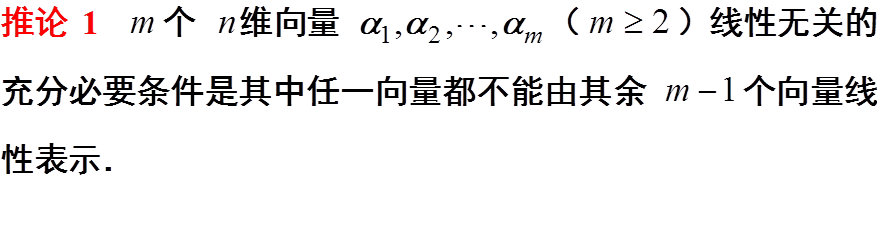 推论 1 m 个 n维向量 α₁,α₂,⋯,αₘ（m ≥ 2）线性无关的
充分必要条件是其中任一向量都不能由其余 m − 1个向量线
性表示.